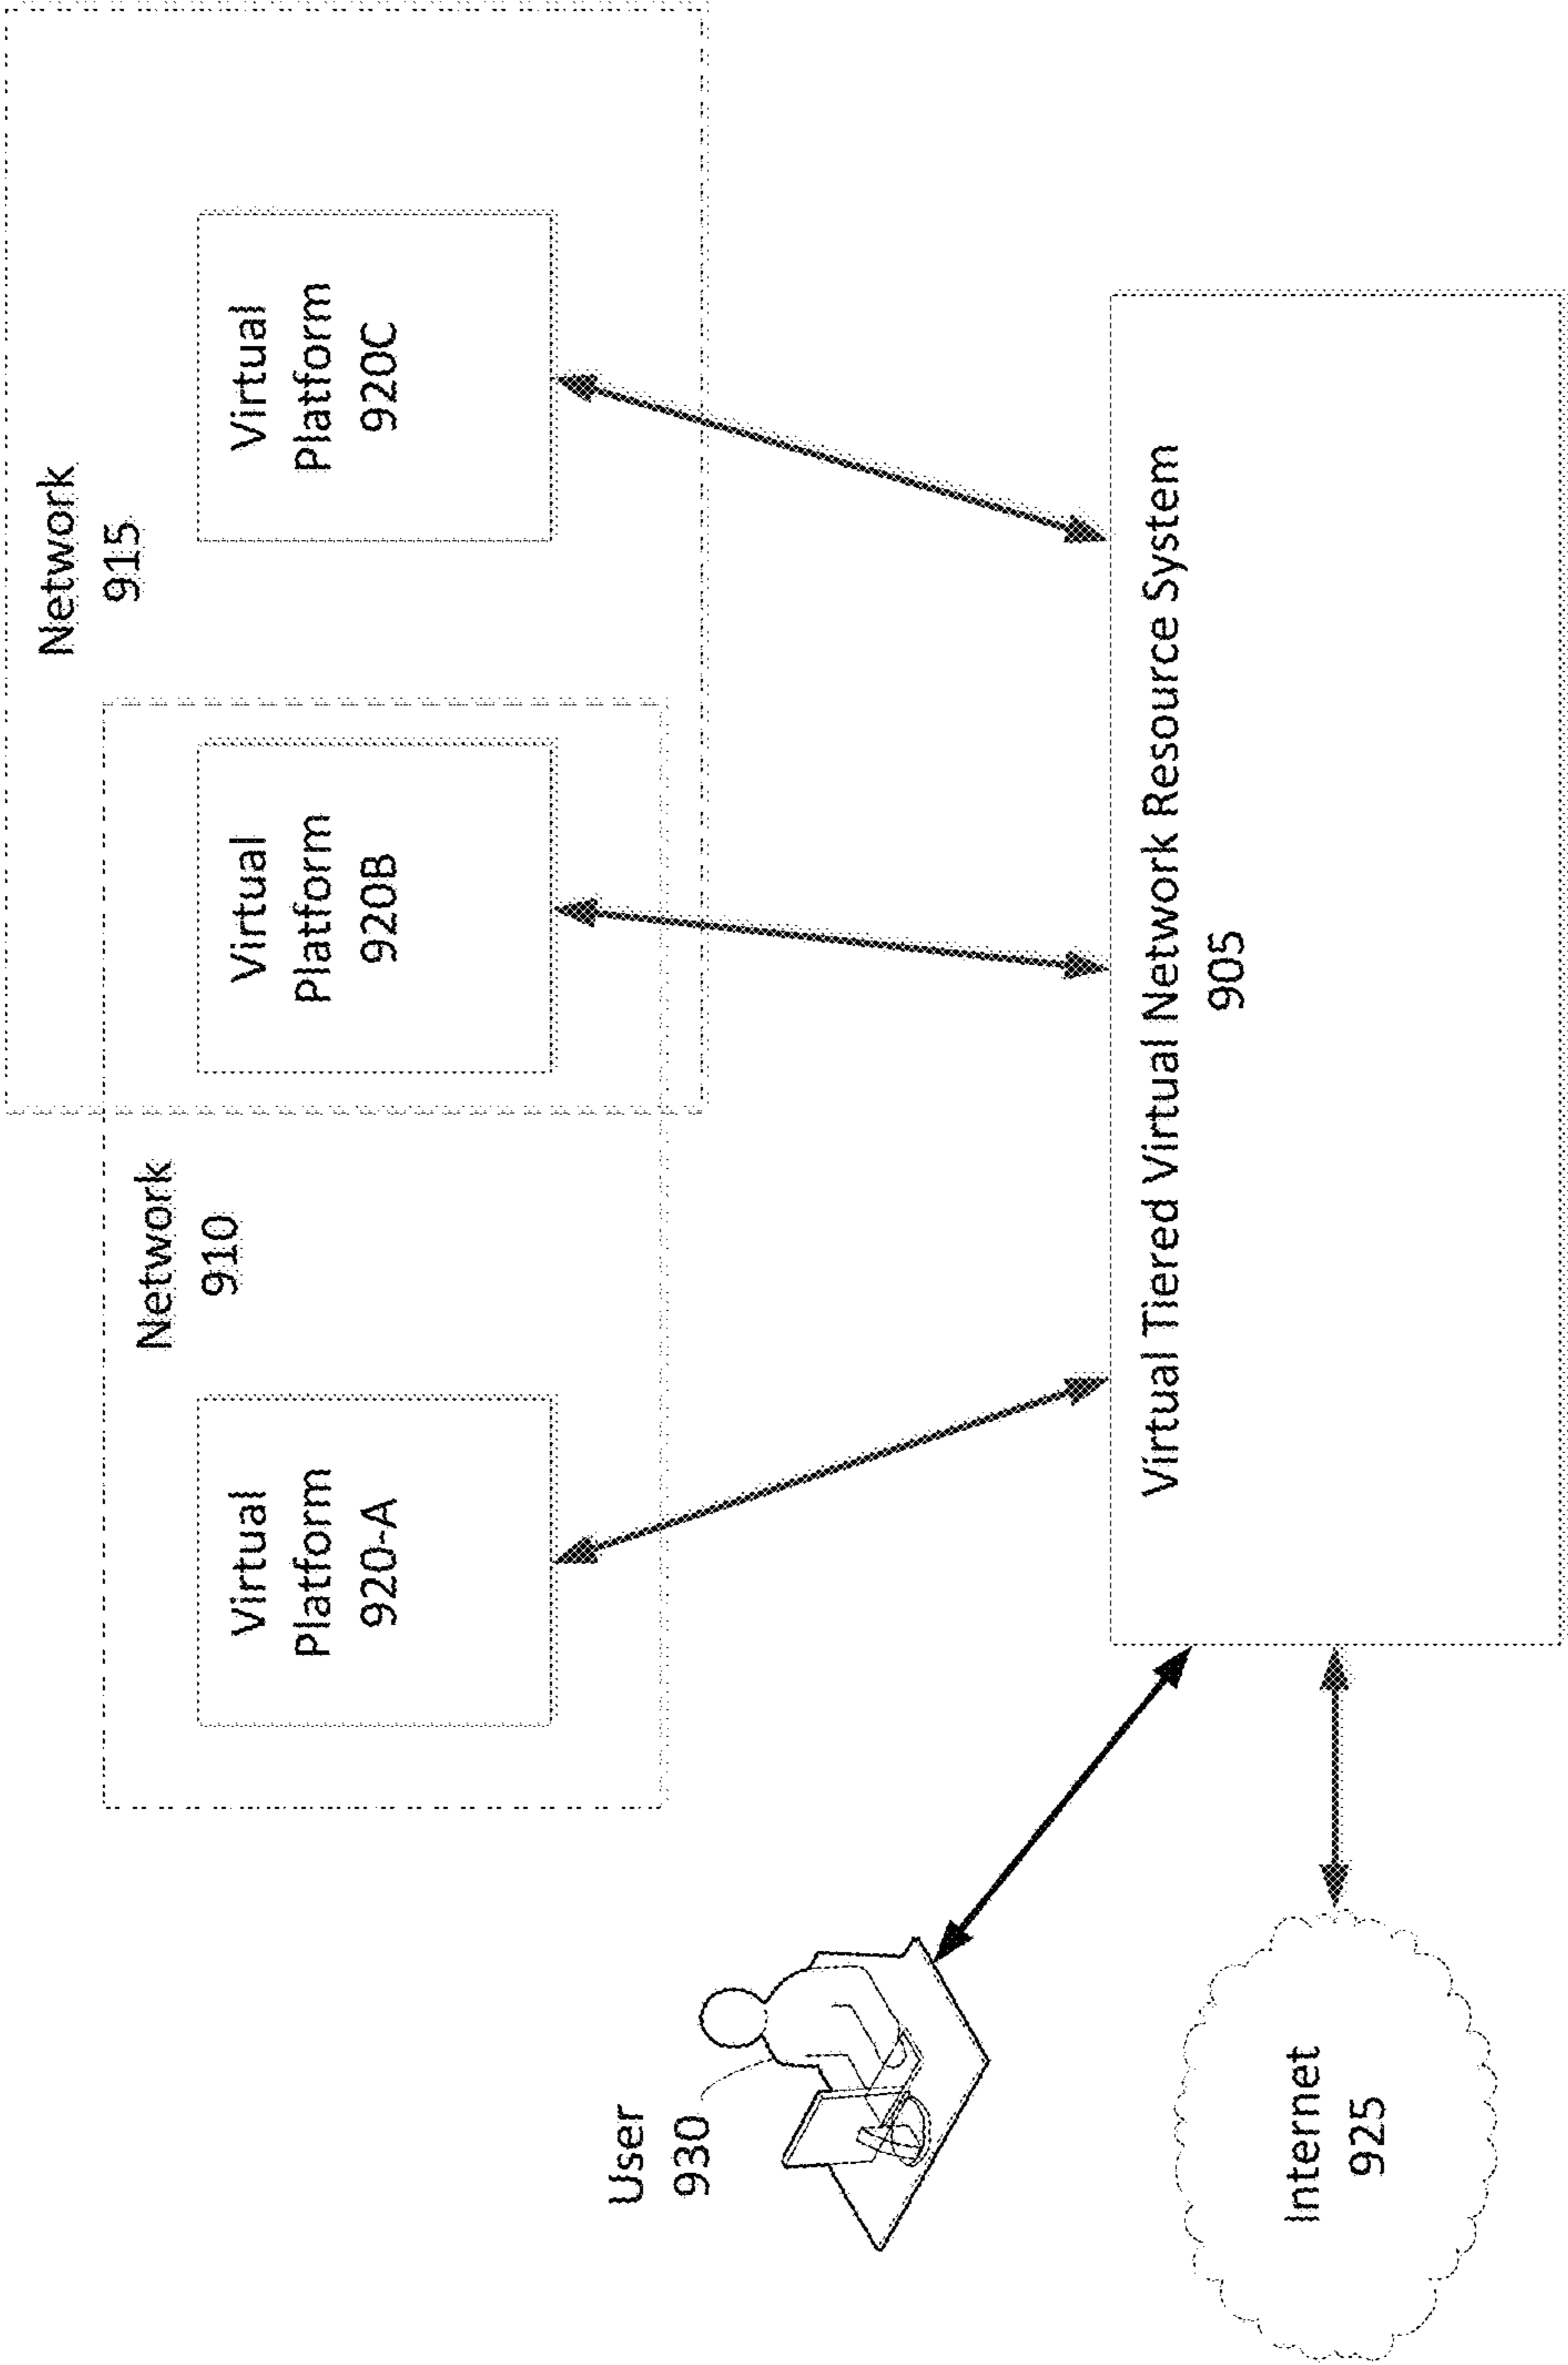 Network
915
Network
910
Virtual
Platform
920-A
Virtual
Platform
920B
Virtual
Platform
920C
User
930
Virtual Tiered Virtual Network Resource System
905
Internet
925